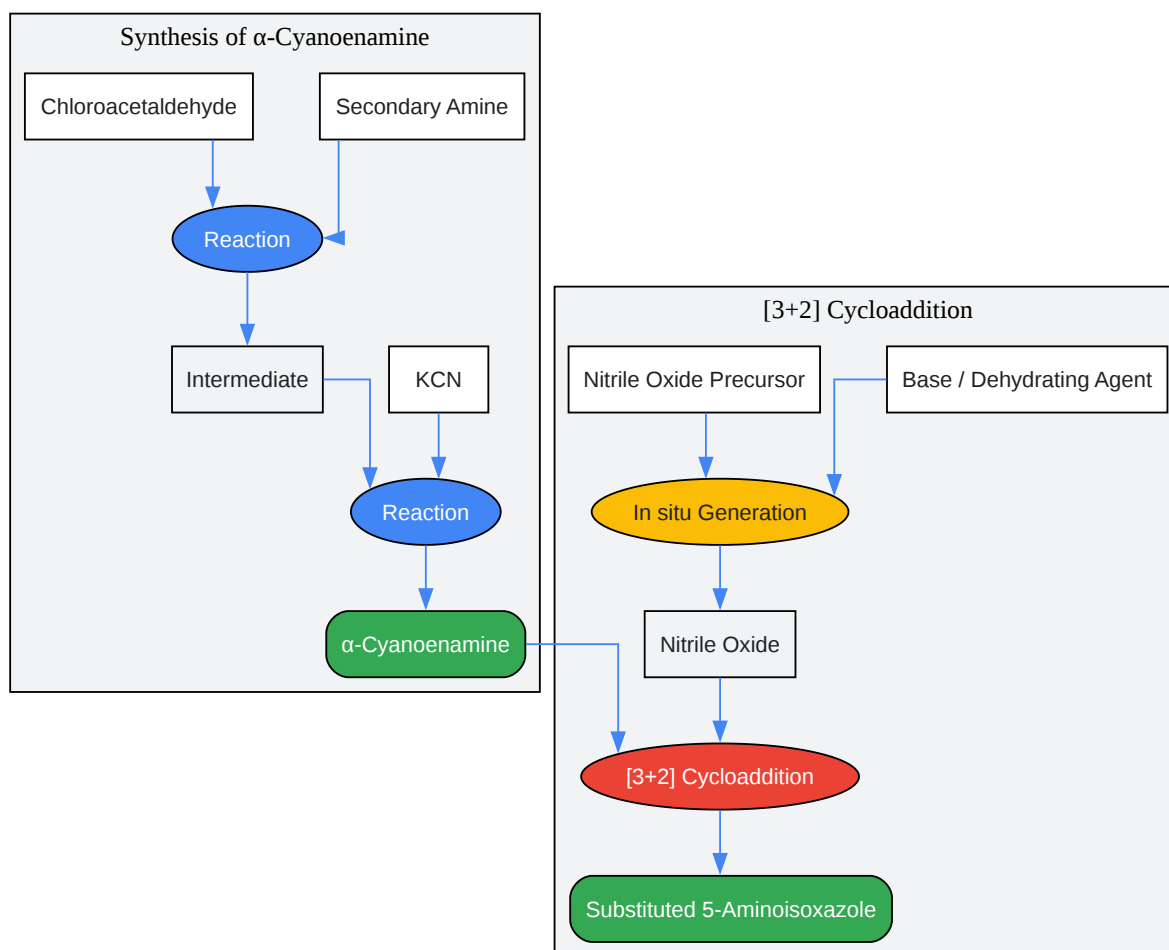 Synthesis of α-Cyanoenamine
Chloroacetaldehyde
Secondary Amine
Reaction
Intermediate
KCN
Reaction
α-Cyanoenamine
[3+2] Cycloaddition
Nitrile Oxide Precursor
Base / Dehydrating Agent
In situ Generation
Nitrile Oxide
[3+2] Cycloaddition
Substituted 5-Aminoisoxazole